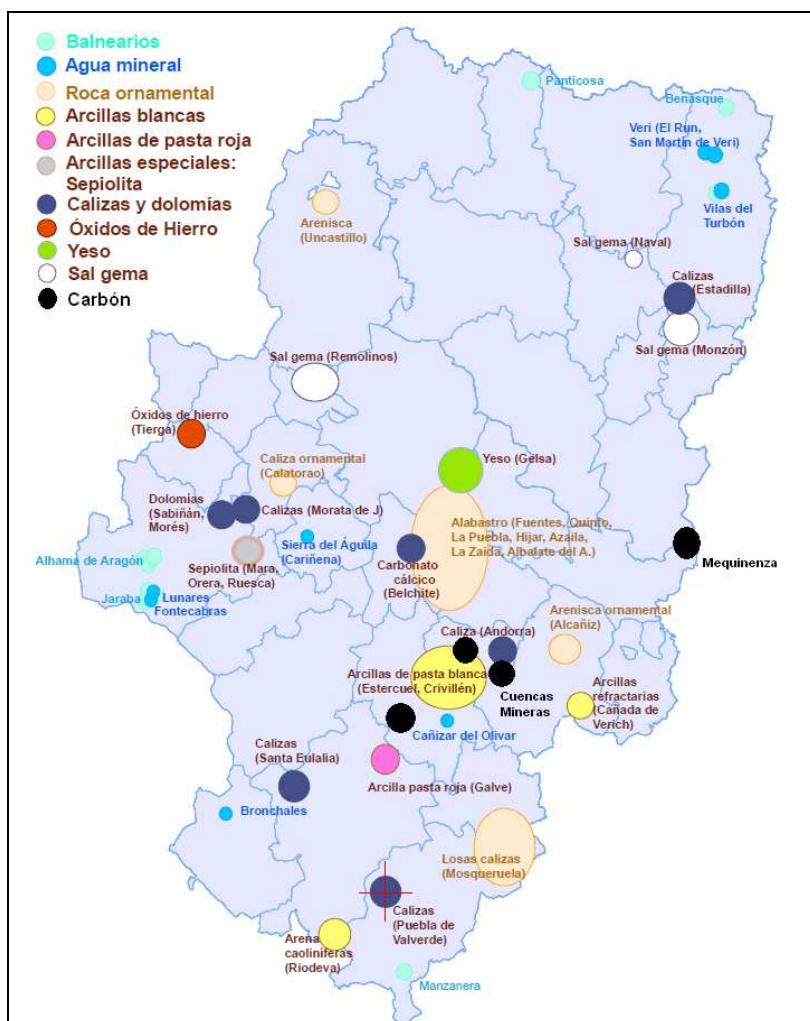 Balnearios
Agua mineral
Roca ornamental
Arcillas blancas
Arcillas de pasta roja
Arcillas especiales:
Sepiolita
Calizas y dolomías
Óxidos de Hierro
Yeso
Sal gema
Carbón
Panticosa
Benasque
Veri (El Run,
San Martín de Veri)
Vilas del
Turbón
Arenisca
(Uncastillo)
Sal gema (Naval)
Calizas
(Estadilla)
Sal gema (Monzón)
Sal gema (Remolinos)
Óxidos de hierro
(Tierga)
Caliza ornamental
(Calatorao)
Yeso (Gelsa)
Dolomías
(Sabiñán,
Morés)
Calizas (Morata de J)
Alabastro (Fuentes, Quinto,
La Puebla, Hijar, Azaila,
La Zaida, Albalate del A.)
Sierra del Águila
(Cariñena)
Alhama de Aragón
Sepiolita (Mara,
Orera, Ruesca)
Carbonato
cálcico
(Belchite)
Mequinenza
Jaraba
Lunares
Fontecabras
Arenisca ornamental
(Alcañiz)
Caliza (Andorra)
Arcillas de pasta blanca
(Estercuel, Crivillén)
Cuencas
Mineras
Arcillas
refractarias
(Cañada de
Verich)
Cañizar del Olivar
Calizas
(Santa Eulalia)
Arcilla pasta roja (Galve)
Bronchales
Losas calizas
(Mosqueruela)
Calizas
(Puebla de
Valverde)
Arena
caoliníferas
(Riodeva)
Manzanera